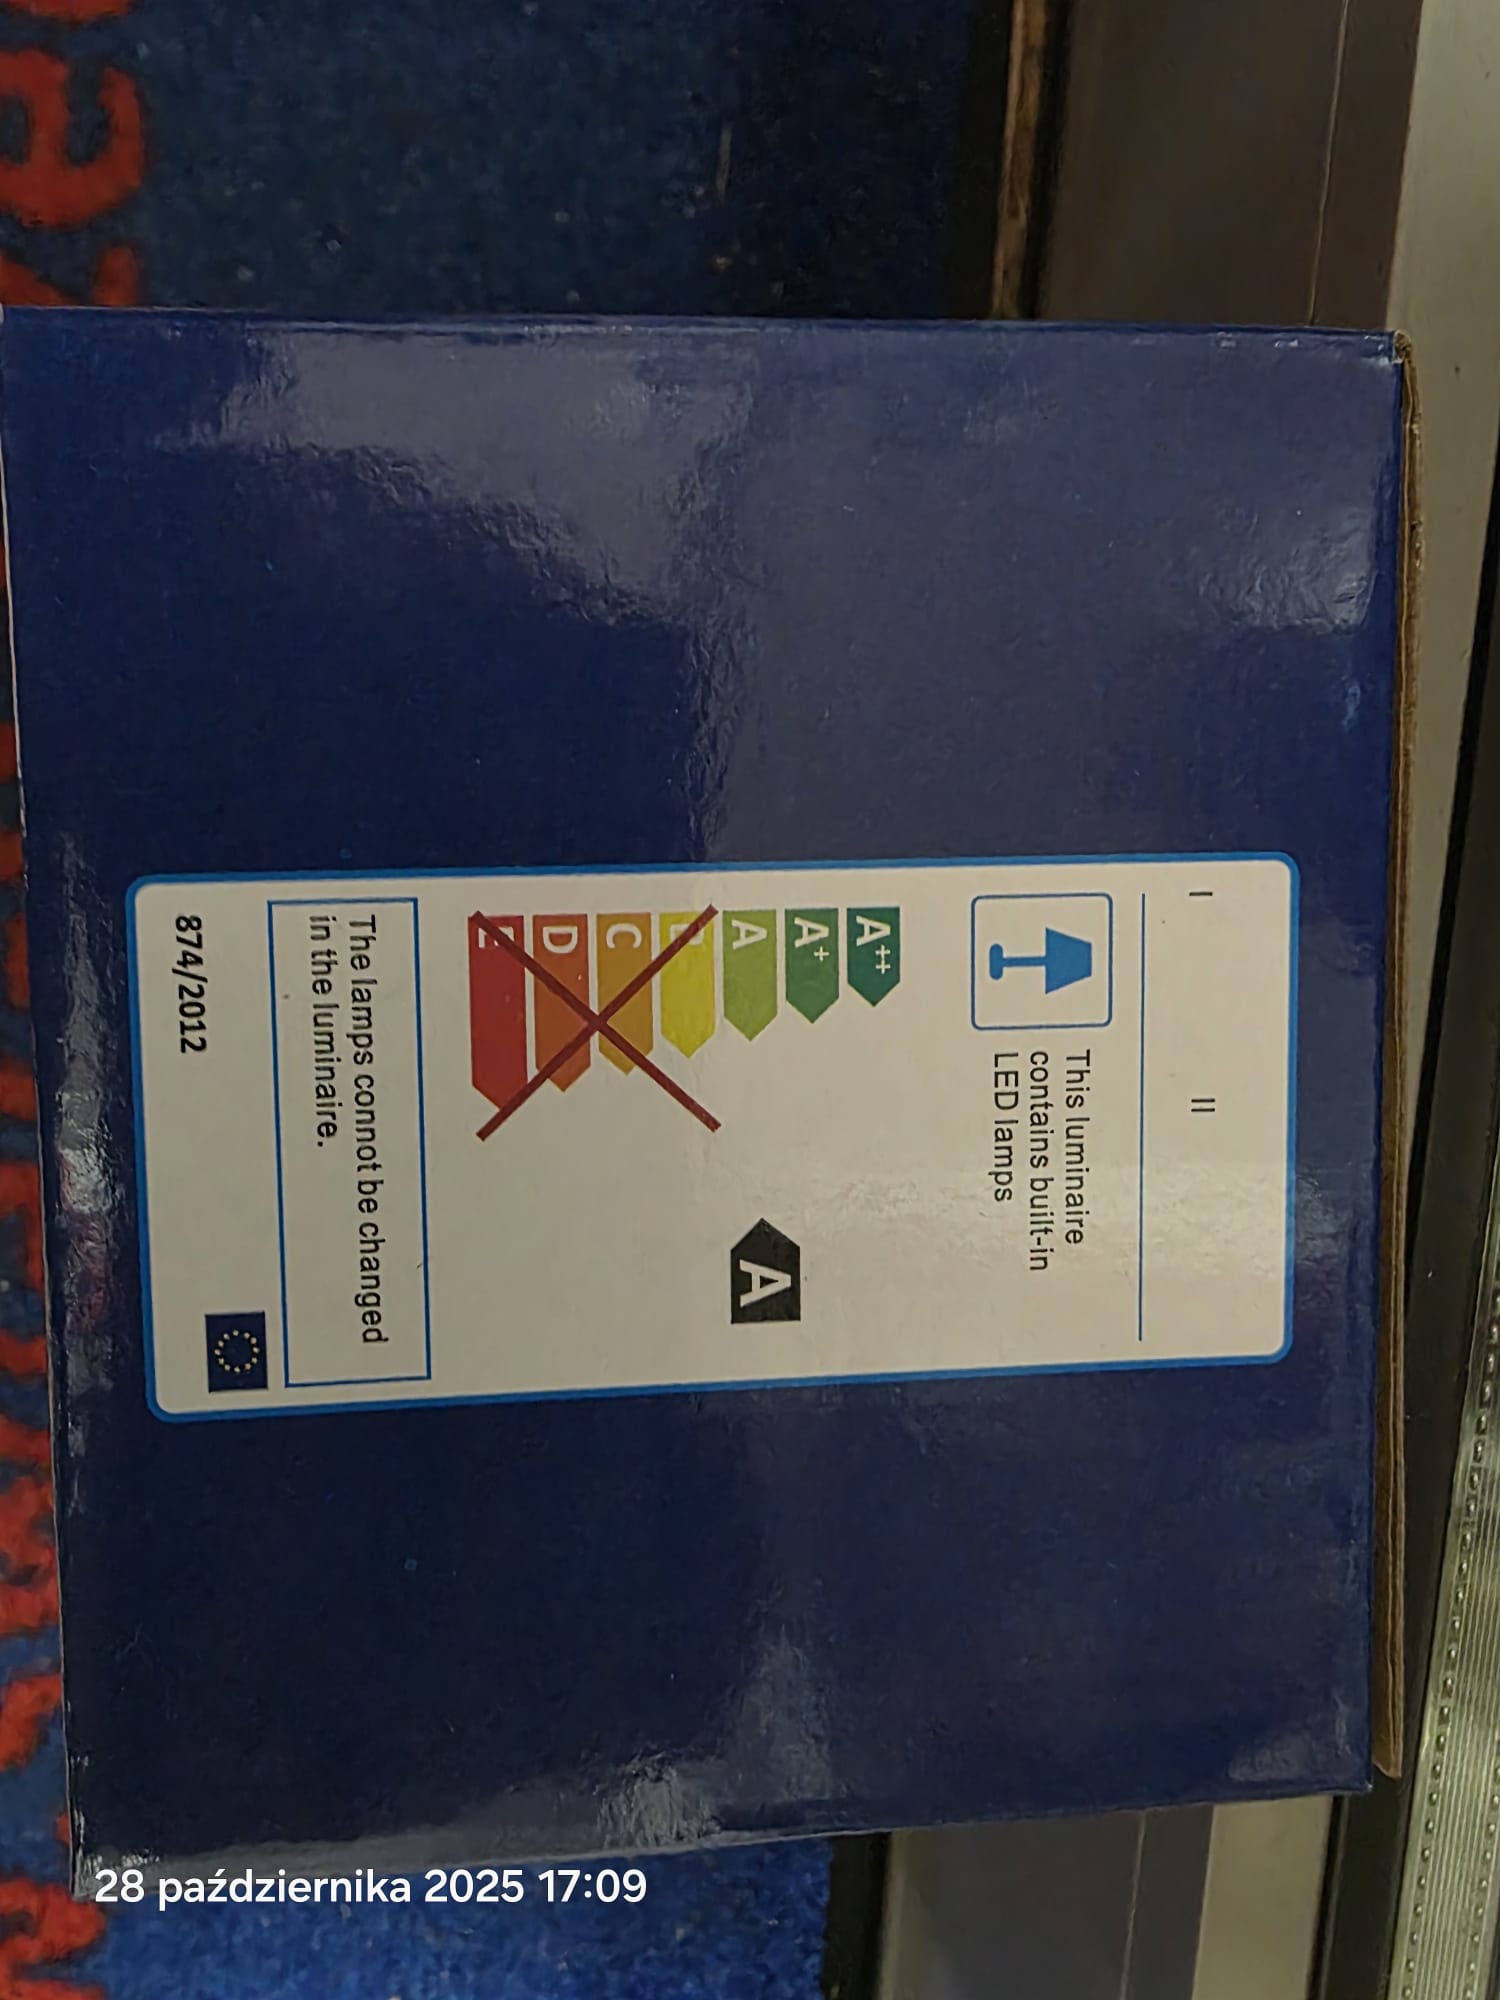 I II
This luminaire
contains built-in
LED lamps
A++
A+
A
C
D
E
A
The lamps connot be changed
in the luminaire.
874/2012
28 października 2025 17:09